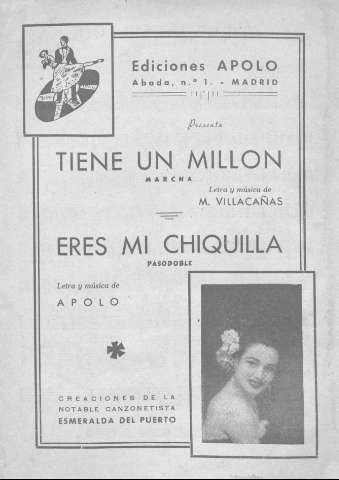 Ediciones APOLO
Abada, n.º 1. - MADRID
Presenta
TIENE UN MILLON
MARCHA
Letra y música de
M. VILLACAÑAS
ERES MI CHIQUILLA
PASODOBLE
Letra y música de
APOLO
CREACIONES DE LA
NOTABLE CANZONETISTA
ESMERALDA DEL PUERTO